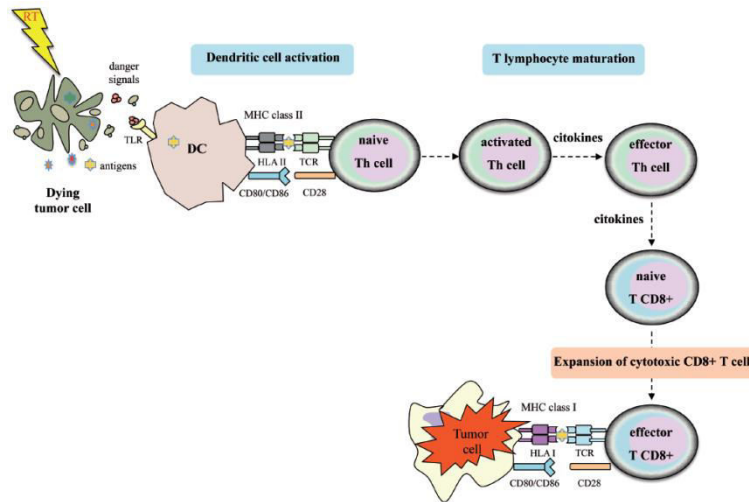 RT
danger
signals
Dendritic cell activation
T lymphocyte maturation
TLR
antigens
Dying
tumor cell
DC
MHC class II
HLA II
TCR
CD80/CD86
CD28
naive
Th cell
activated
Th cell
citokines
effector
Th cell
citokines
naive
T CD8+
Expansion of cytotoxic CD8+ T cell
Tumor
cell
MHC class I
HLA I
TCR
CD80/CD86
CD28
effector
T CD8+